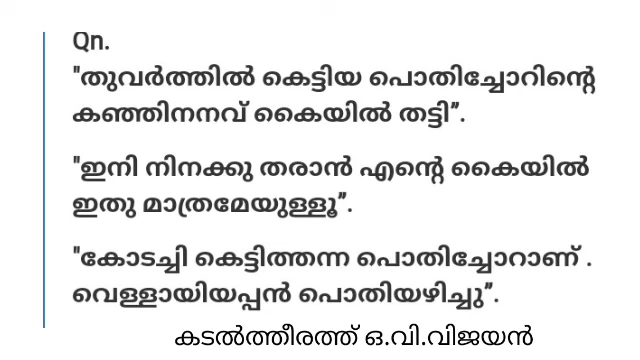 Qn.
"തുവർത്തിൽ കെട്ടിയ പൊതിച്ചോറിന്റെ
കഞ്ഞിനനവ് കൈയിൽ തട്ടി”.
"ഇനി നിനക്കു തരാൻ എന്റെ കൈയിൽ
ഇതു മാത്രമേയുള്ളൂ”.
"കോടച്ചി കെട്ടിത്തന്ന പൊതിച്ചോറാണ് .
വെള്ളായിയപ്പൻ പൊതിയഴിച്ചു”.
കടൽത്തീരത്ത് ഒ.വി.വിജയൻ